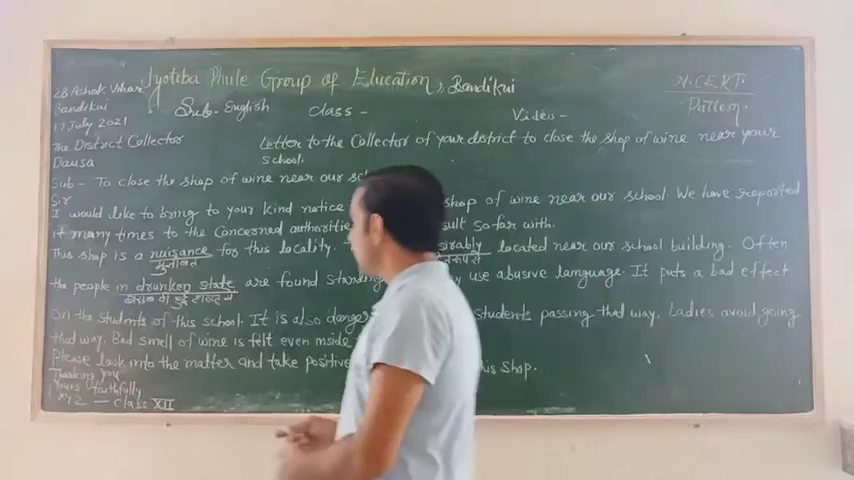 Jyotiba Phule Group of Education, Bandikui
N.C.E.R.T.
Pattern
28 Ashok Vihar
Bandikui
17 July 2021
Sub. English Class - Video -
The District Collector
Dausa
Letter to the Collector of your district to close the shop of wine near your
school.
Sub - To close the shop of wine near our
Sir
I would like to bring to your kind notice shop of wine near our school. We have reported
it many times to the concerned authorities so far with.
This shop is a nuisance for this locality. located near our school building. Often
मुसीबत
the people in drunken state are found standing use abusive language. It puts a bad effect
on the students of this school. It is also students passing that way. Ladies avoid going
that way. Bad smell of wine is felt even inside
Please look into the matter and take positive shop.
Thanking you
yours faithfully
xyz — Class XII